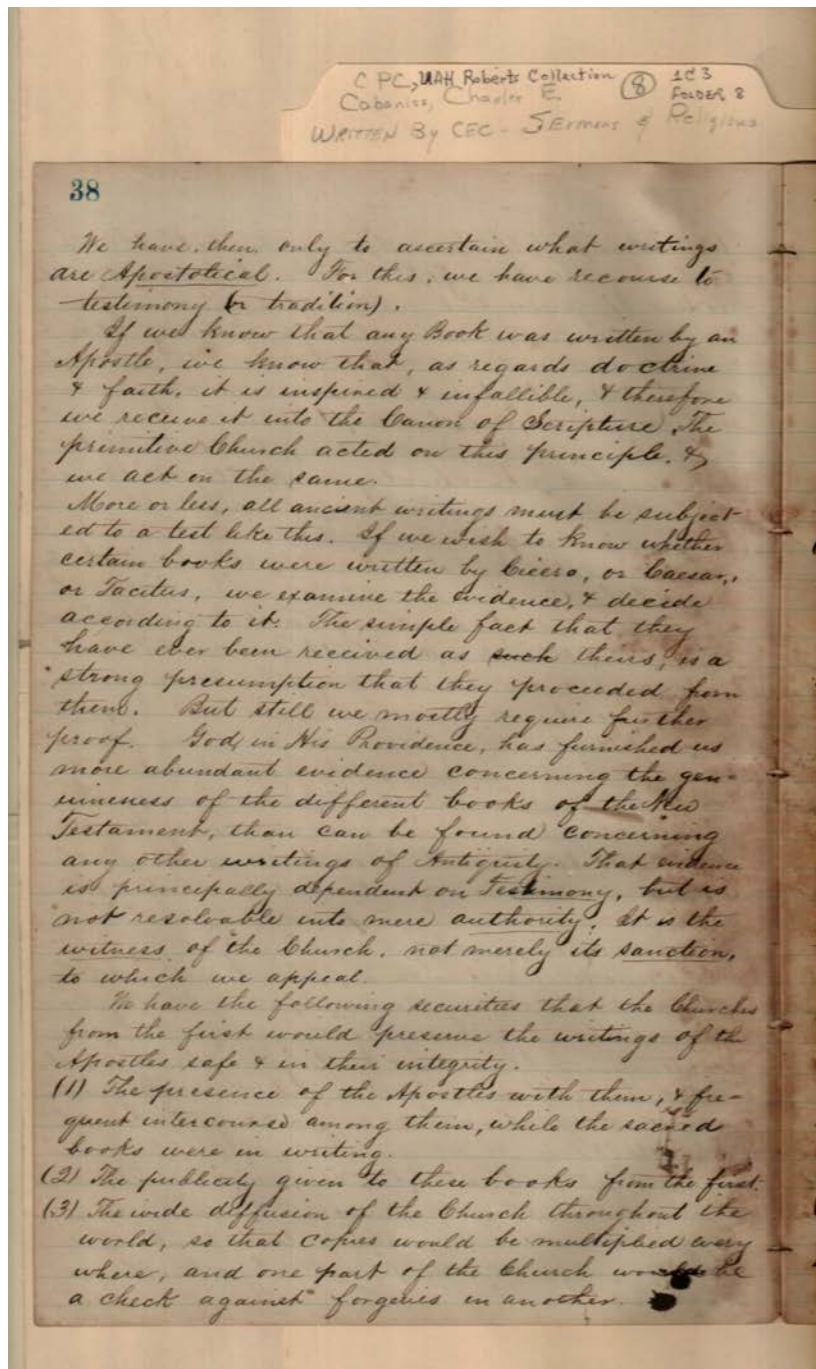 C PC, UAH Roberts Collection (8) 1C3
Cabaniss, Charles E. FOLDER 8
WRITTEN By CEC - SErmons & Religious
38
We have, then, only to ascertain what writings
are Apostolical. For this, we have recourse to
testimony (or tradition).
If we know that any Book was written by an
Apostle, we know that, as regards doctrine
& faith, it is inspired & infallible, & therefore
we receive it into the Canon of Scripture. The
primitive Church acted on this principle, &
we act on the same.
More or less, all ancient writings must be subject-
ed to a test like this. If we wish to know whether
certain books were written by Cicero, or Caesar,
or Tacitus, we examine the evidence, & decide
according to it. The simple fact that they
have ever been received as such theirs, is a
strong presumption that they proceeded from
them. But still we mostly require further
proof. God, in His Providence, has furnished us
more abundant evidence concerning the gen-
uineness of the different books of the New
Testament, than can be found concerning
any other writings of Antiquity. That evidence
is principally dependent on Testimony, but is
not resolvable into mere authority. It is the
witness of the Church, not merely its sanction,
to which we appeal.
We have the following securities that the Churches
from the first would preserve the writings of the
Apostles safe & in their integrity.
(1) The presence of the Apostles with them, & fre-
quent intercourse among them, while the sacred
books were in writing.
(2) The publicity given to these books from the first.
(3) The wide diffusion of the Church throughout the
world, so that copies would be multiplied every
where, and one part of the Church would be
a check against forgeries in another.